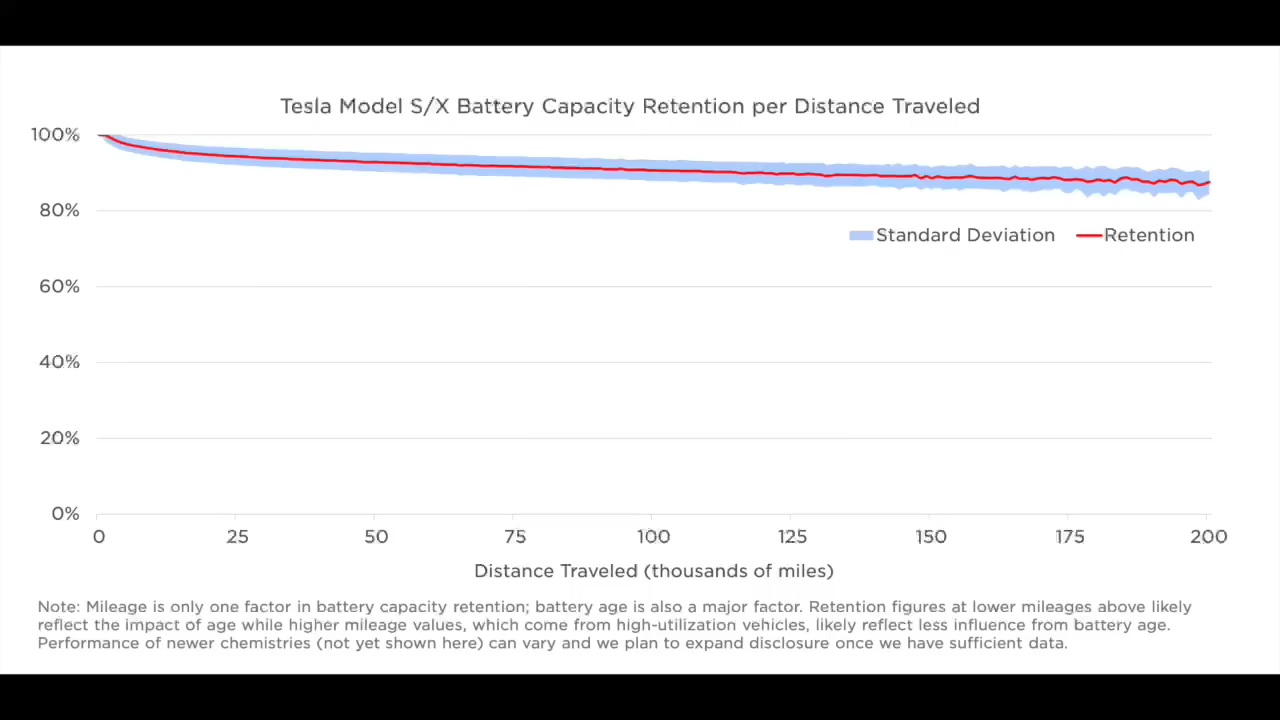 Tesla Model S/X Battery Capacity Retention per Distance Traveled
100%
80%
Standard Deviation Retention
60%
40%
20%
0%
0 25 50 75 100 125 150 175 200
Distance Traveled (thousands of miles)
Note: Mileage is only one factor in battery capacity retention; battery age is also a major factor. Retention figures at lower mileages above likely
reflect the impact of age while higher mileage values, which come from high-utilization vehicles, likely reflect less influence from battery age.
Performance of newer chemistries (not yet shown here) can vary and we plan to expand disclosure once we have sufficient data.